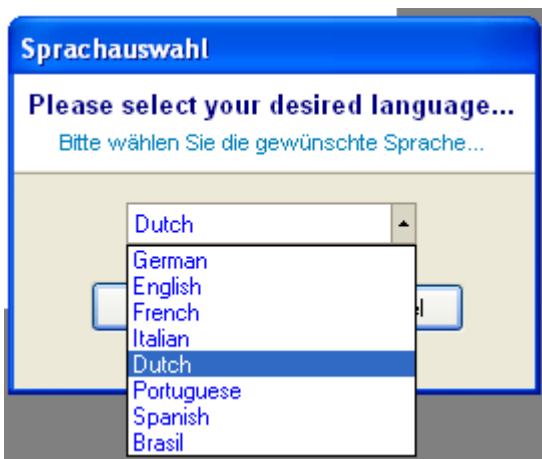 Sprachauswahl
Please select your desired language...
Bitte wählen Sie die gewünschte Sprache...
Dutch
German
English
French
Italian
Dutch
Portuguese
Spanish
Brasil